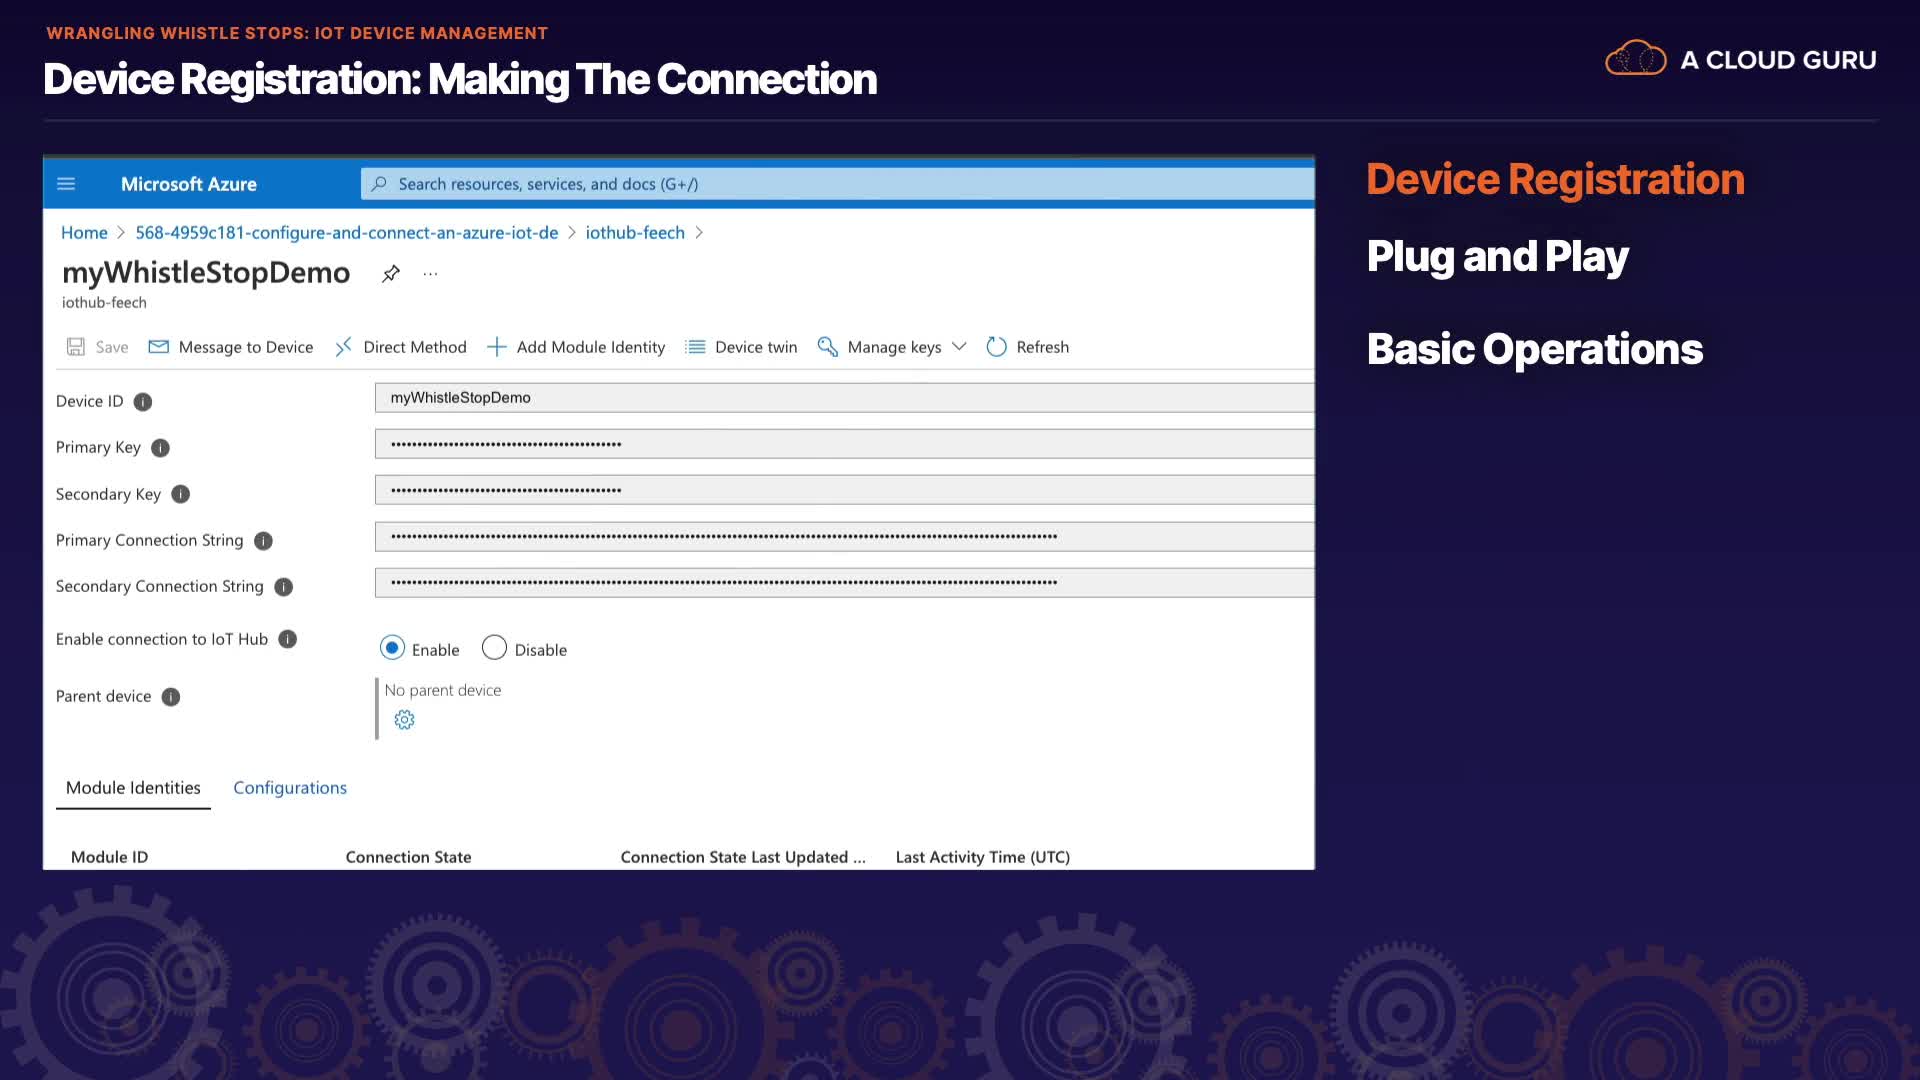 WRANGLING WHISTLE STOPS: IOT DEVICE MANAGEMENT
Device Registration: Making The Connection
A CLOUD GURU
Microsoft Azure
Search resources, services, and docs (G+/)
Home > 568-4959c181-configure-and-connect-an-azure-iot-de > iothub-feech >
myWhistleStopDemo ...
iothub-feech
Save Message to Device Direct Method Add Module Identity Device twin Manage keys Refresh
Device ID myWhistleStopDemo
Primary Key
Secondary Key
Primary Connection String
Secondary Connection String
Enable connection to IoT Hub Enable Disable
Parent device No parent device
Module Identities Configurations
Module ID Connection State Connection State Last Updated ... Last Activity Time (UTC)
Device Registration
Plug and Play
Basic Operations